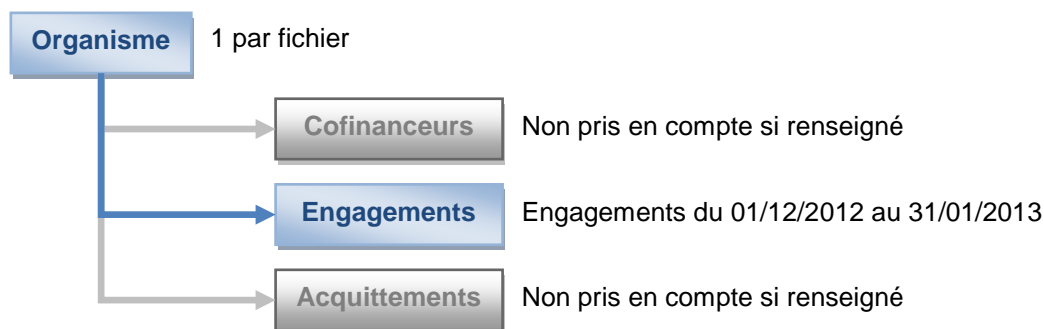 Organisme 1 par fichier
Cofinanceurs Non pris en compte si renseigné
Engagements Engagements du 01/12/2012 au 31/01/2013
Acquittements Non pris en compte si renseigné